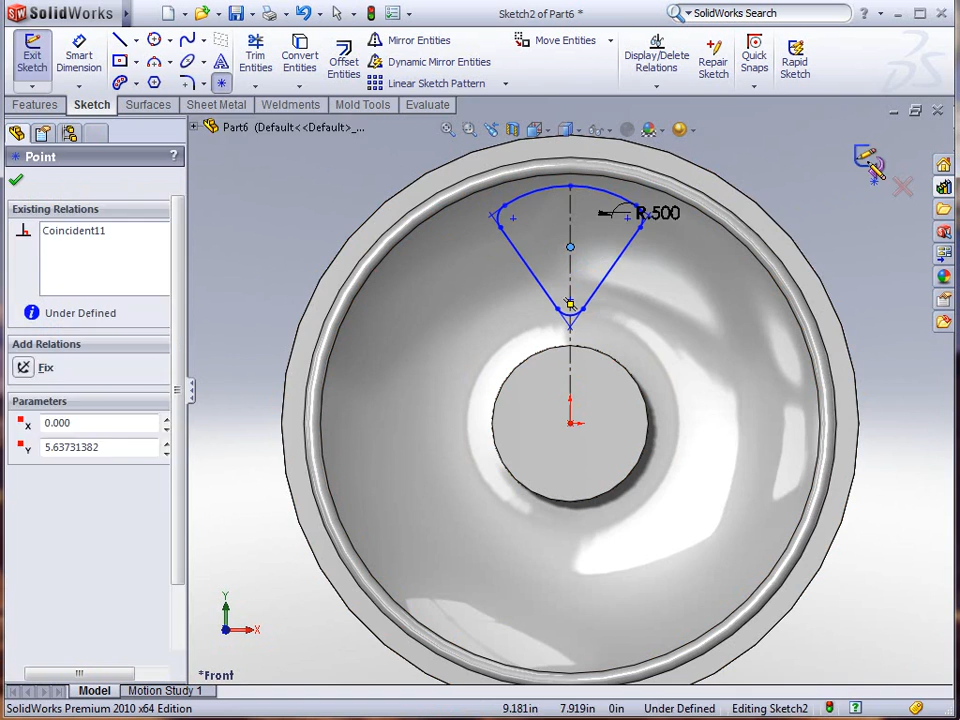 SolidWorks
Sketch2 of Part6 *
SolidWorks Search
Exit Sketch
Smart Dimension
Trim Entities
Convert Entities
Offset Entities
Mirror Entities
Dynamic Mirror Entities
Linear Sketch Pattern
Move Entities
Display/Delete Relations
Repair Sketch
Quick Snaps
Rapid Sketch
Features
Sketch
Surfaces
Sheet Metal
Weldments
Mold Tools
Evaluate
Part6 (Default<<Default>_...
Point
?
Existing Relations
Coincident11
Under Defined
Add Relations
Fix
Parameters
X 0.000
Y 5.63731382
R.500
Y
X
*Front
Model
Motion Study 1
SolidWorks Premium 2010 x64 Edition
9.181in
7.919in
0in
Under Defined
Editing Sketch2